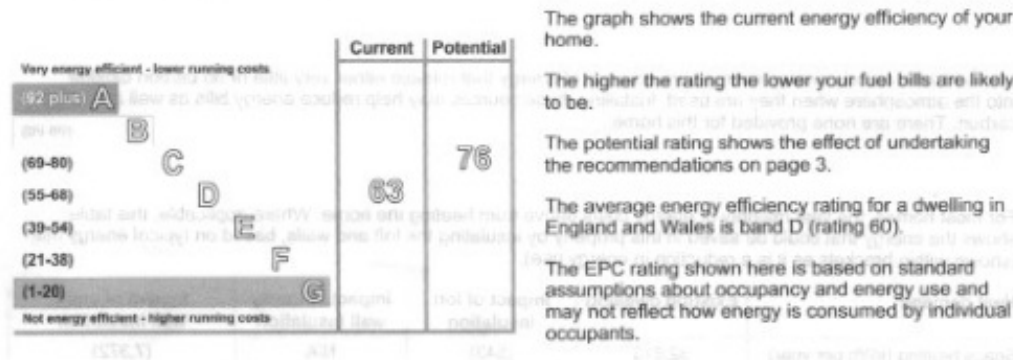 Current Potential
Very energy efficient - lower running costs
(92 plus) A
B
(69-80) C
(55-68) D
(39-54) E
(21-38) F
(1-20) G
Not energy efficient - higher running costs
63
76
The graph shows the current energy efficiency of your
home.
The higher the rating the lower your fuel bills are likely
to be.
The potential rating shows the effect of undertaking
the recommendations on page 3.
The average energy efficiency rating for a dwelling in
England and Wales is band D (rating 60).
The EPC rating shown here is based on standard
assumptions about occupancy and energy use and
may not reflect how energy is consumed by individual
occupants.